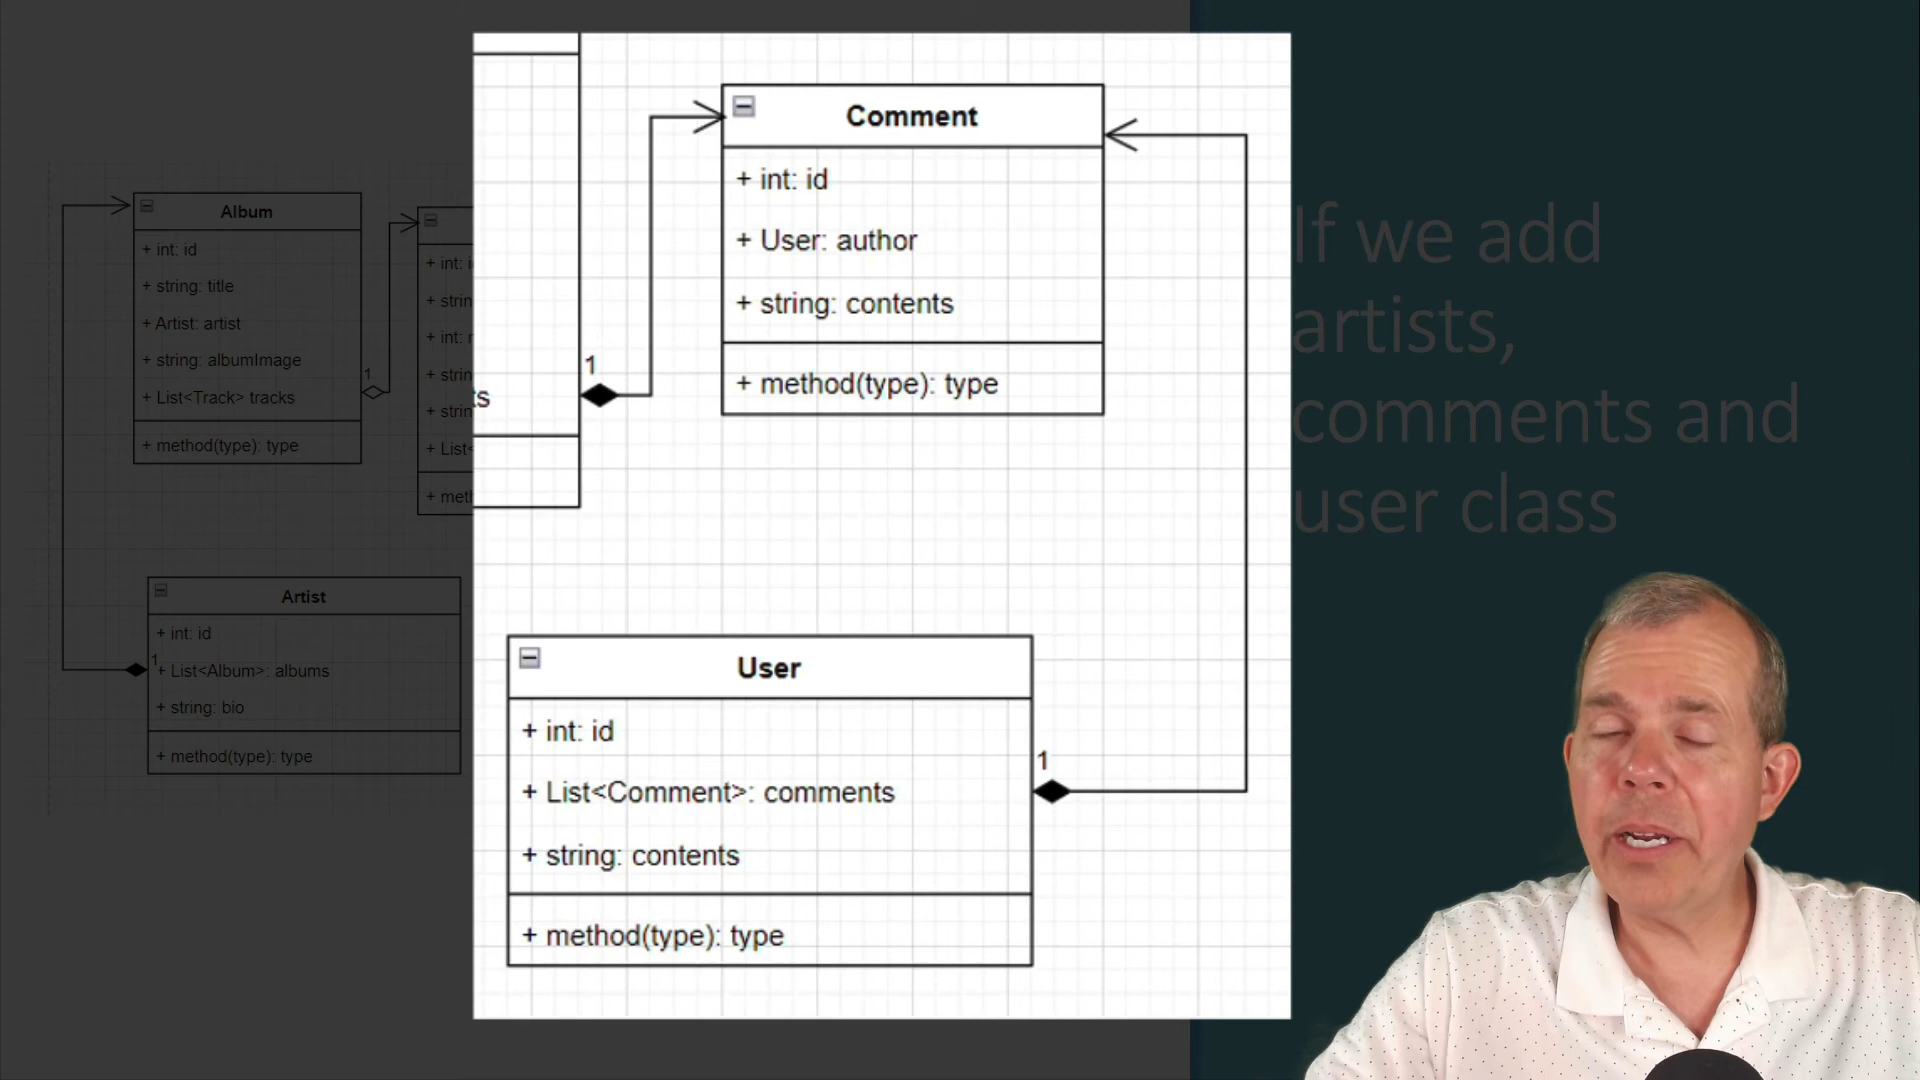 Album
+ int: id
+ string: title
+ Artist: artist
+ string: albumImage
+ List<Track> tracks
+ method(type): type
1
+ int: 
+ 
+ int: 
+ 
+ 
+ 
+ 
Artist
+ int: id
1
+ List<Album>: albums
+ string: bio
+ method(type): type
1
Comment
+ int: id
+ User: author
+ string: contents
+ method(type): type
User
+ int: id
+ List<Comment>: comments
+ string: contents
+ method(type): type
1
If we add
artists,
comments and
user class